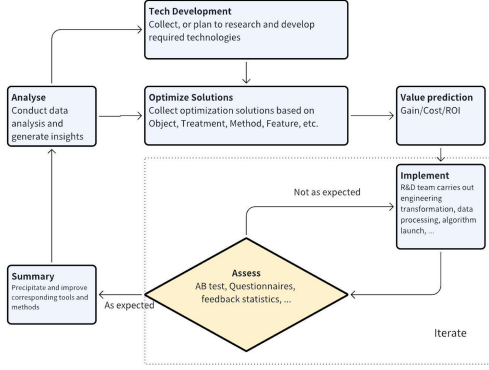 Tech Development
Collect, or plan to research and develop
required technologies
Analyse
Conduct data
analysis and
generate insights
Optimize Solutions
Collect optimization solutions based on
Object, Treatment, Method, Feature, etc.
Value prediction
Gain/Cost/ROI
Implement
R&D team carries out
engineering
transformation, data
processing, algorithm
launch, ...
Not as expected
Assess
AB test, Questionnaires,
feedback statistics, ...
As expected
Summary
Precipitate and improve
corresponding tools and
methods
Iterate